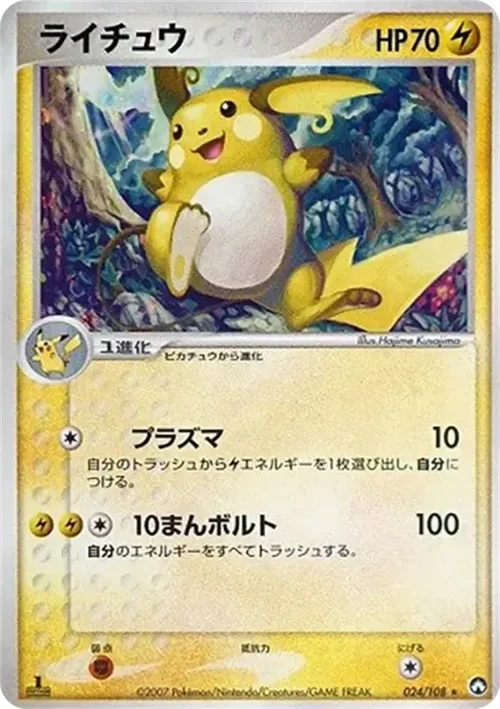 ライチュウ HP70
illus. Hajime Kusajima
1進化
ピカチュウから進化
プラズマ 10
自分のトラッシュからエネルギーを1枚選び出し、自分に
つける。
10まんボルト 100
自分のエネルギーをすべてトラッシュする。
弱点 抵抗力 にげる
1
©2007 Pokémon/Nintendo/Creatures/GAME FREAK.
024/108 ★